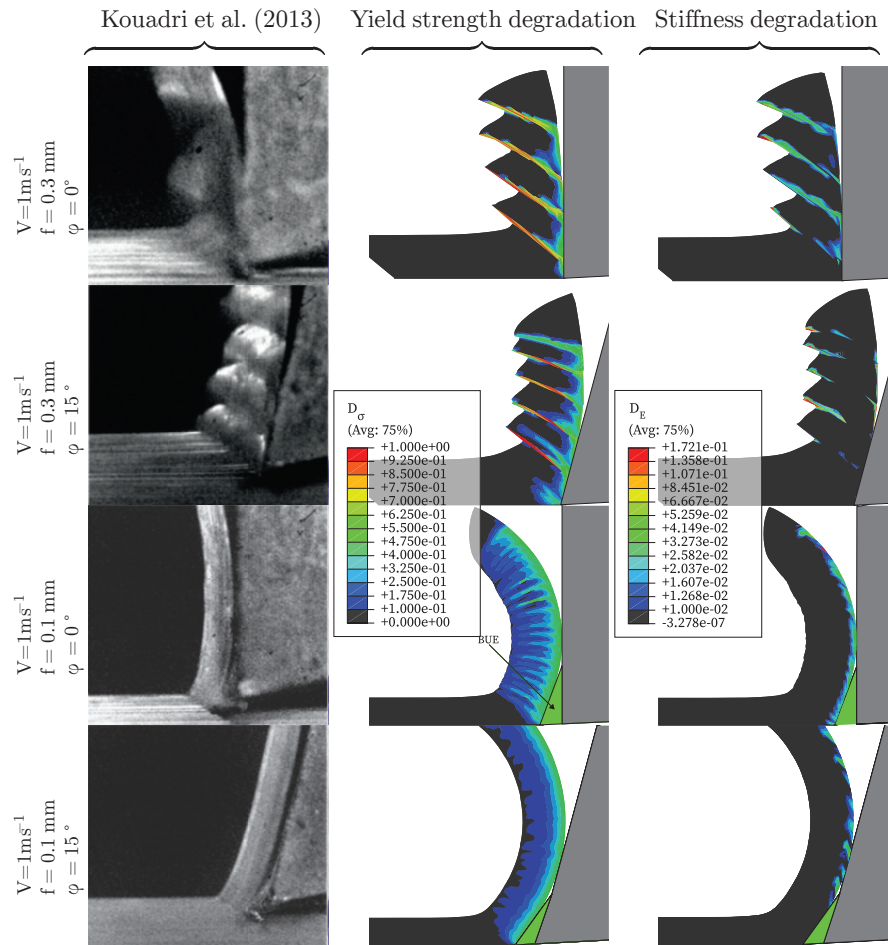 Kouadri et al. (2013)
Yield strength degradation
Stiffness degradation
V=1ms⁻¹
f = 0.3 mm
φ = 0°
V=1ms⁻¹
f = 0.3 mm
φ = 15°
D_σ
(Avg: 75%)
+1.000e+00
+9.250e-01
+8.500e-01
+7.750e-01
+7.000e-01
+6.250e-01
+5.500e-01
+4.750e-01
+4.000e-01
+3.250e-01
+2.500e-01
+1.750e-01
+1.000e-01
+0.000e+00
D_E
(Avg: 75%)
+1.721e-01
+1.358e-01
+1.071e-01
+8.451e-02
+6.667e-02
+5.259e-02
+4.149e-02
+3.273e-02
+2.582e-02
+2.037e-02
+1.607e-02
+1.268e-02
+1.000e-02
-3.278e-07
V=1ms⁻¹
f = 0.1 mm
φ = 0°
BUE
V=1ms⁻¹
f = 0.1 mm
φ = 15°